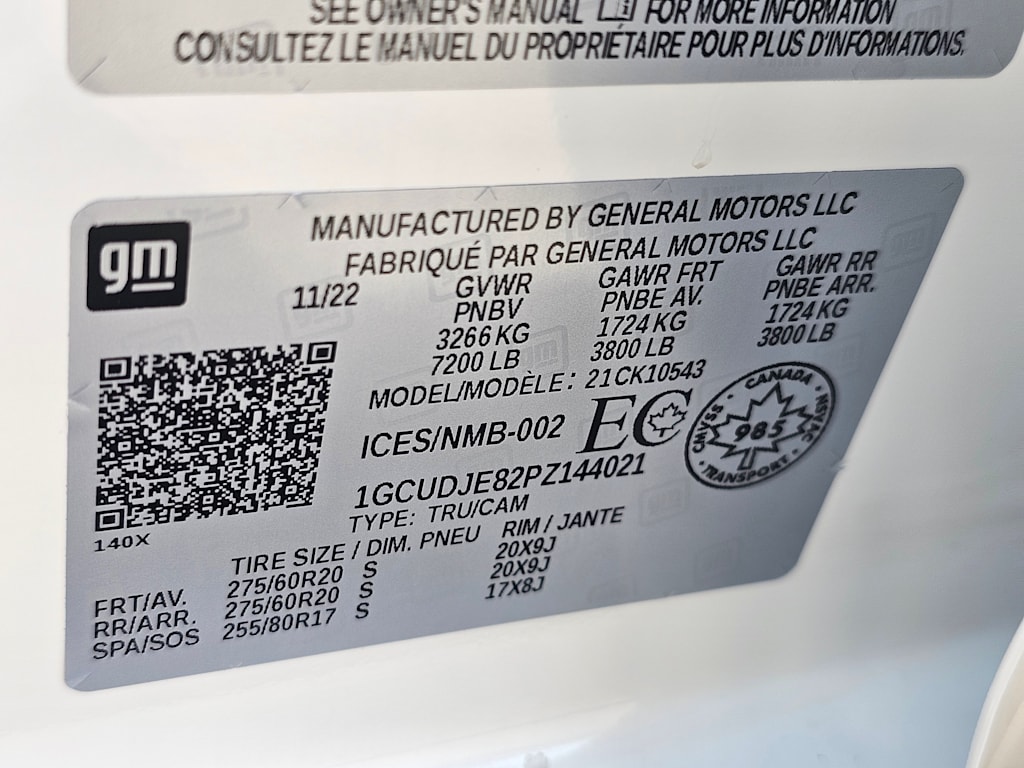 SEE OWNER'S MANUAL FOR MORE INFORMATION
CONSULTEZ LE MANUEL DU PROPRIÉTAIRE POUR PLUS D'INFORMATIONS.
gm
MANUFACTURED BY GENERAL MOTORS LLC
FABRIQUÉ PAR GENERAL MOTORS LLC
11/22 GVWR GAWR FRT GAWR RR
PNBV PNBE AV. PNBE ARR.
3266 KG 1724 KG 1724 KG
7200 LB 3800 LB 3800 LB
MODEL/MODÈLE: 21CK10543
ICES/NMB-002 EC
CANADA
CMVSS 985 NSVAC
TRANSPORT
1GCUDJE82PZ144021
TYPE: TRU/CAM
140X
TIRE SIZE / DIM. PNEU RIM / JANTE
FRT/AV. 275/60R20 S 20X9J
RR/ARR. 275/60R20 S 20X9J
SPA/SOS 255/80R17 S 17X8J